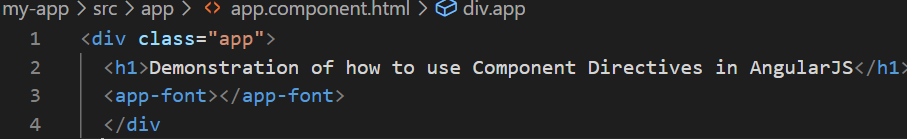 my-app > src > app > <> app.component.html > div.app
1 <div class="app">
2 <h1>Demonstration of how to use Component Directives in AngularJS</h1>
3 <app-font></app-font>
4 </div